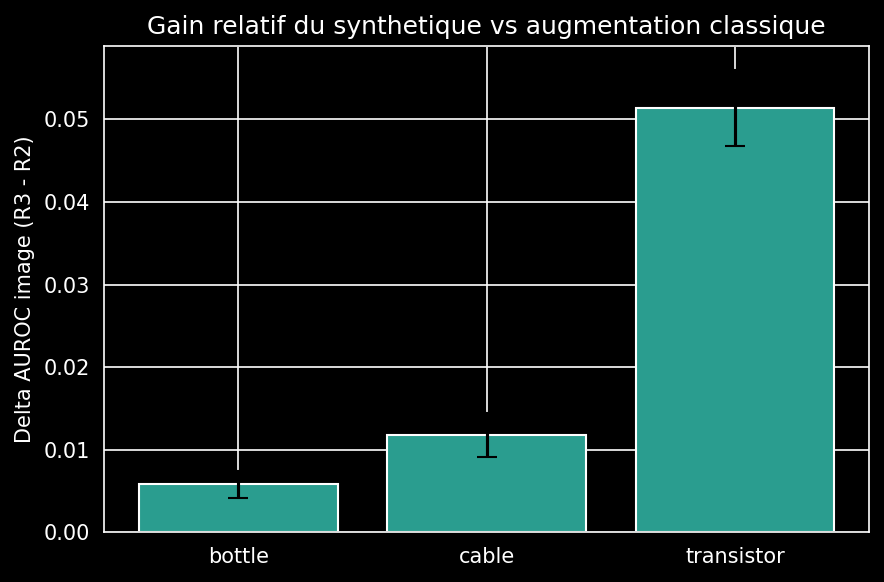 Gain relatif du synthetique vs augmentation classique
Delta AUROC image (R3 - R2)
0.05
0.04
0.03
0.02
0.01
0.00
bottle
cable
transistor